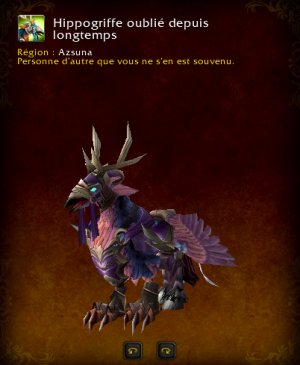 Hippogriffe oublié depuis
longtemps
Région : Azsuna
Personne d'autre que vous ne s'en est souvenu.